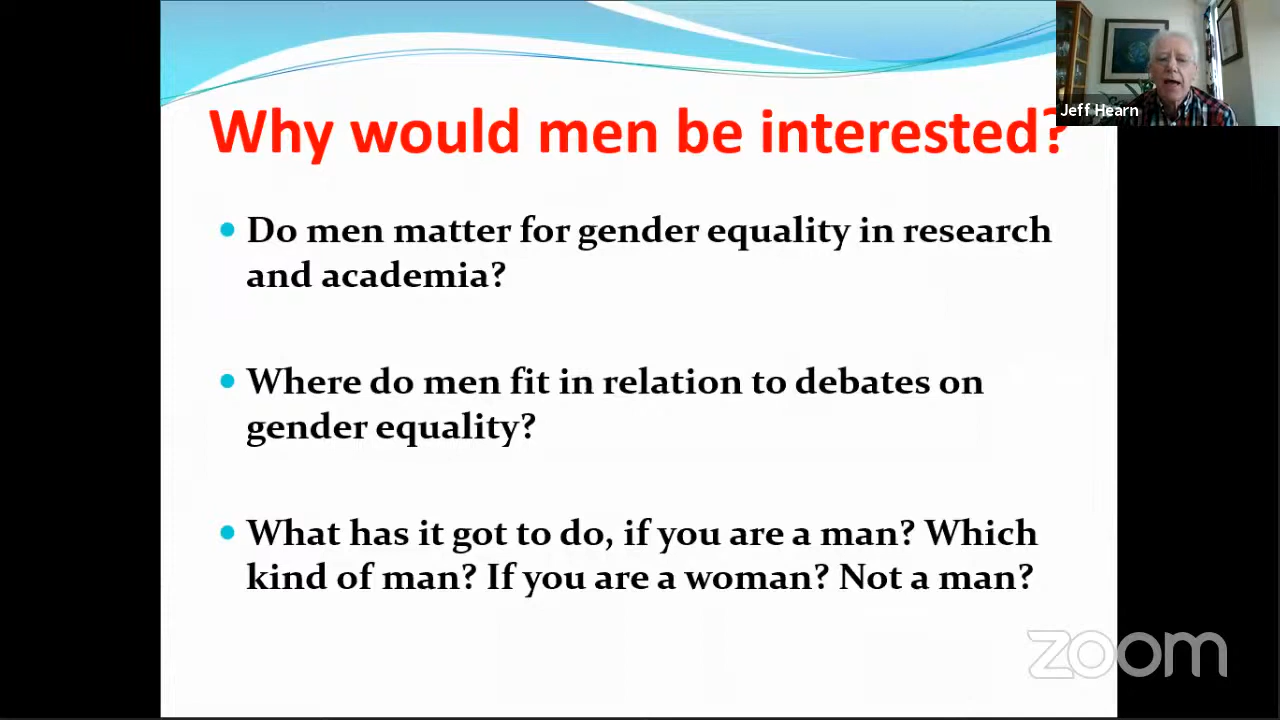 Why would men be interested?
Jeff Hearn
• Do men matter for gender equality in research
and academia?
• Where do men fit in relation to debates on
gender equality?
• What has it got to do, if you are a man? Which
kind of man? If you are a woman? Not a man?
zoom